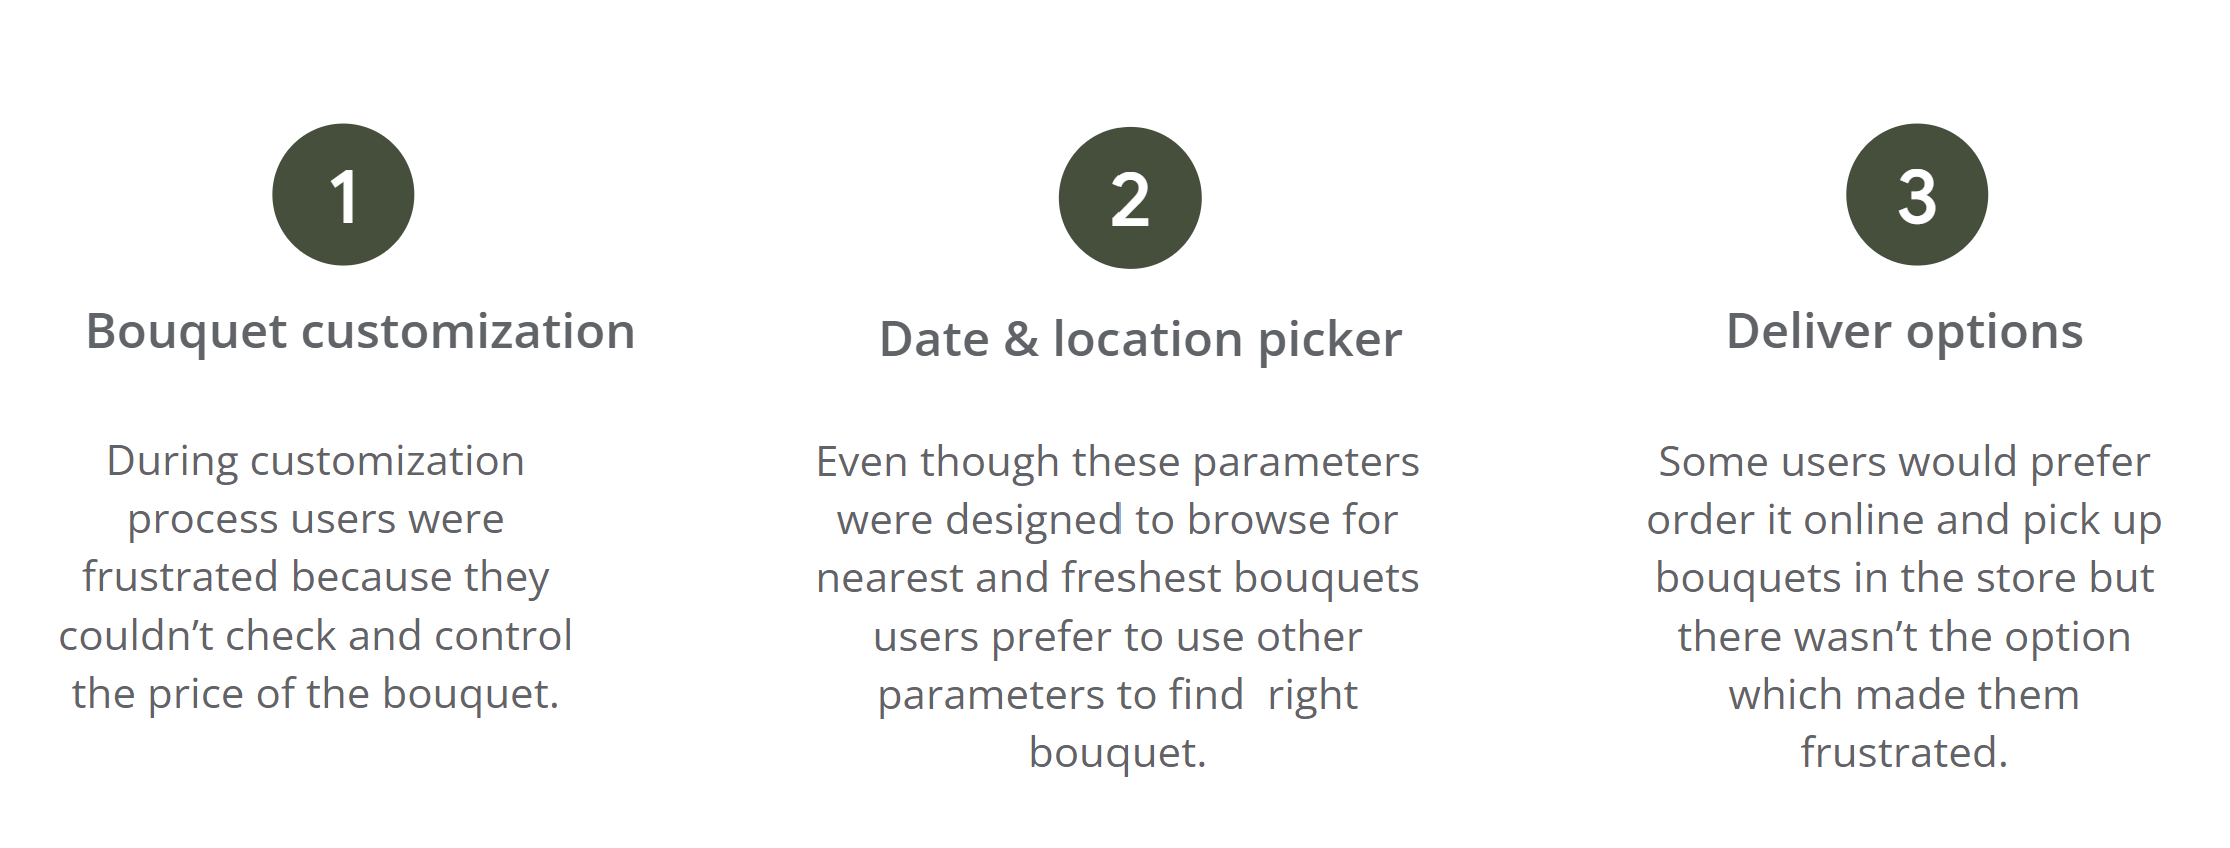 1
Bouquet customization
During customization
process users were
frustrated because they
couldn’t check and control
the price of the bouquet.
2
Date & location picker
Even though these parameters
were designed to browse for
nearest and freshest bouquets
users prefer to use other
parameters to find  right
bouquet.
3
Deliver options
Some users would prefer
order it online and pick up
bouquets in the store but
there wasn’t the option
which made them
frustrated.